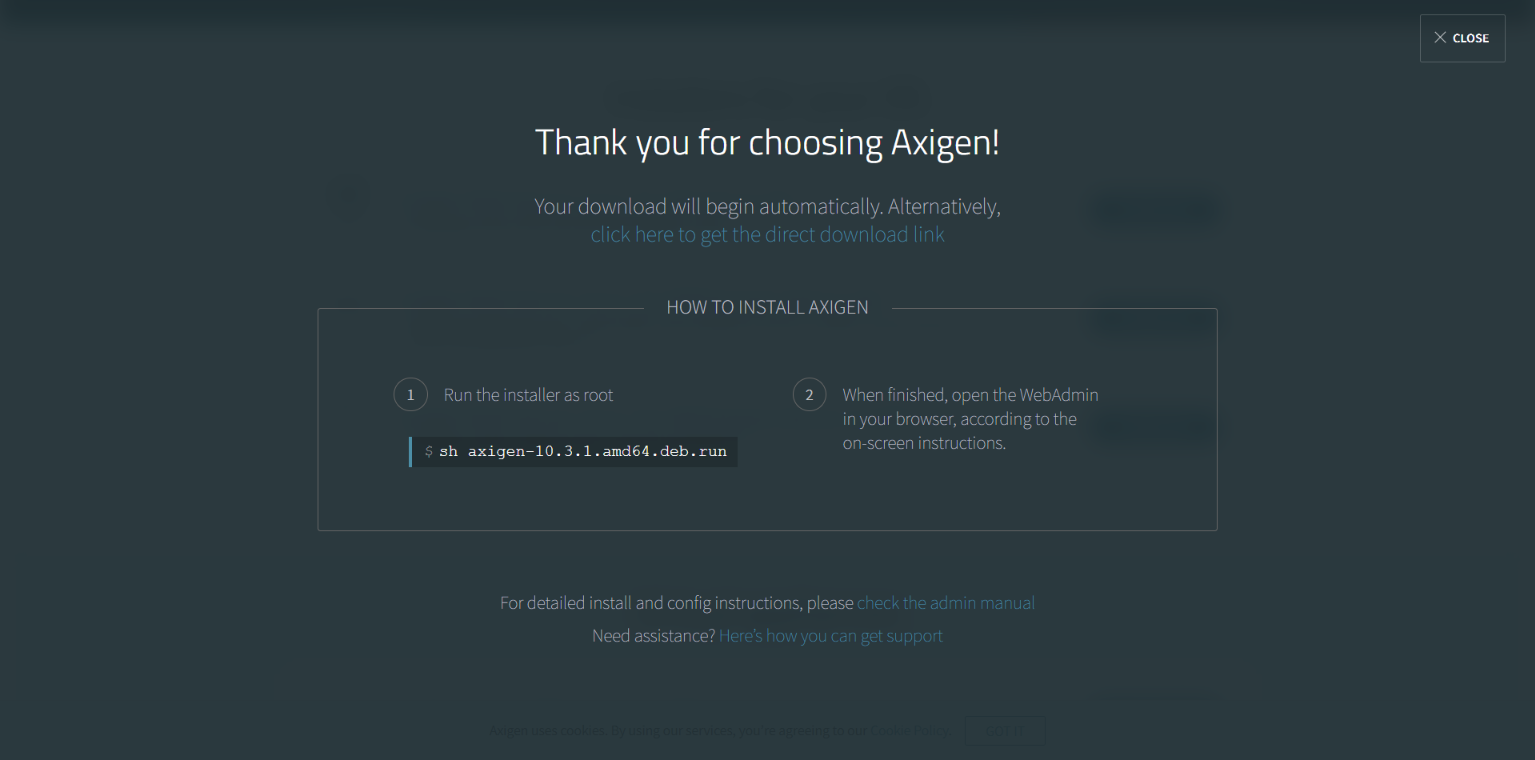 CLOSE
Thank you for choosing Axigen!
Your download will begin automatically. Alternatively,
click here to get the direct download link
HOW TO INSTALL AXIGEN
1 Run the installer as root
$ sh axigen-10.3.1.amd64.deb.run
2 When finished, open the WebAdmin
in your browser, according to the
on-screen instructions.
For detailed install and config instructions, please check the admin manual
Need assistance? Here's how you can get support
Axigen uses cookies. By using our services, you're agreeing to our Cookie Policy. GOT IT